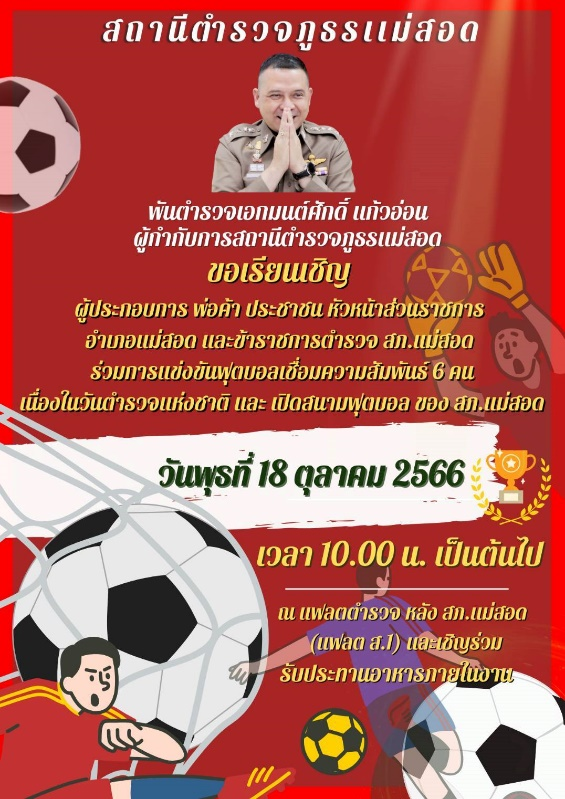 สถานีตำรวจภูธรแม่สอด
พันตำรวจเอกมนต์ศักดิ์ แก้วอ่อน
ผู้กำกับการสถานีตำรวจภูธรแม่สอด
ขอเรียนเชิญ
ผู้ประกอบการ พ่อค้า ประชาชน หัวหน้าส่วนราชการ
อำเภอแม่สอด และข้าราชการตำรวจ สภ.แม่สอด
ร่วมการแข่งขันฟุตบอลเชื่อมความสัมพันธ์ 6 คน
เนื่องในวันตำรวจแห่งชาติ และ เปิดสนามฟุตบอล ของ สภ.แม่สอด
วันพุธที่ 18 ตุลาคม 2566
เวลา 10.00 น. เป็นต้นไป
ณ แฟลตตำรวจ หลัง สภ.แม่สอด
(แฟลต ส.1) และเชิญร่วม
รับประทานอาหารภายในงาน